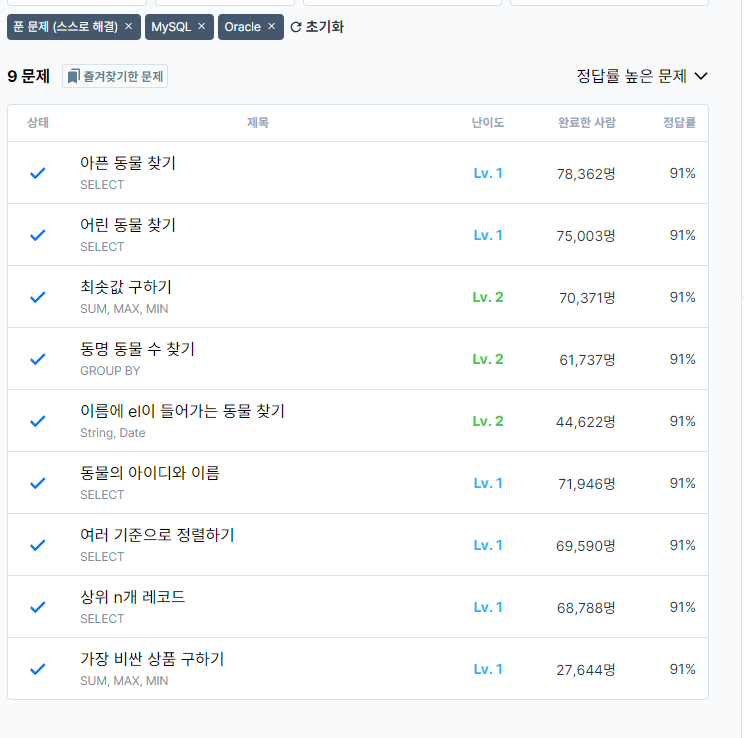 푼 문제 (스스로 해결) × MySQL × Oracle × 초기화
9 문제 즐겨찾기한 문제 정답률 높은 문제
상태 제목 난이도 완료한 사람 정답률
아픈 동물 찾기 Lv. 1 78,362명 91%
SELECT
어린 동물 찾기 Lv. 1 75,003명 91%
SELECT
최솟값 구하기 Lv. 2 70,371명 91%
SUM, MAX, MIN
동명 동물 수 찾기 Lv. 2 61,737명 91%
GROUP BY
이름에 el이 들어가는 동물 찾기 Lv. 2 44,622명 91%
String, Date
동물의 아이디와 이름 Lv. 1 71,946명 91%
SELECT
여러 기준으로 정렬하기 Lv. 1 69,590명 91%
SELECT
상위 n개 레코드 Lv. 1 68,788명 91%
SELECT
가장 비싼 상품 구하기 Lv. 1 27,644명 91%
SUM, MAX, MIN